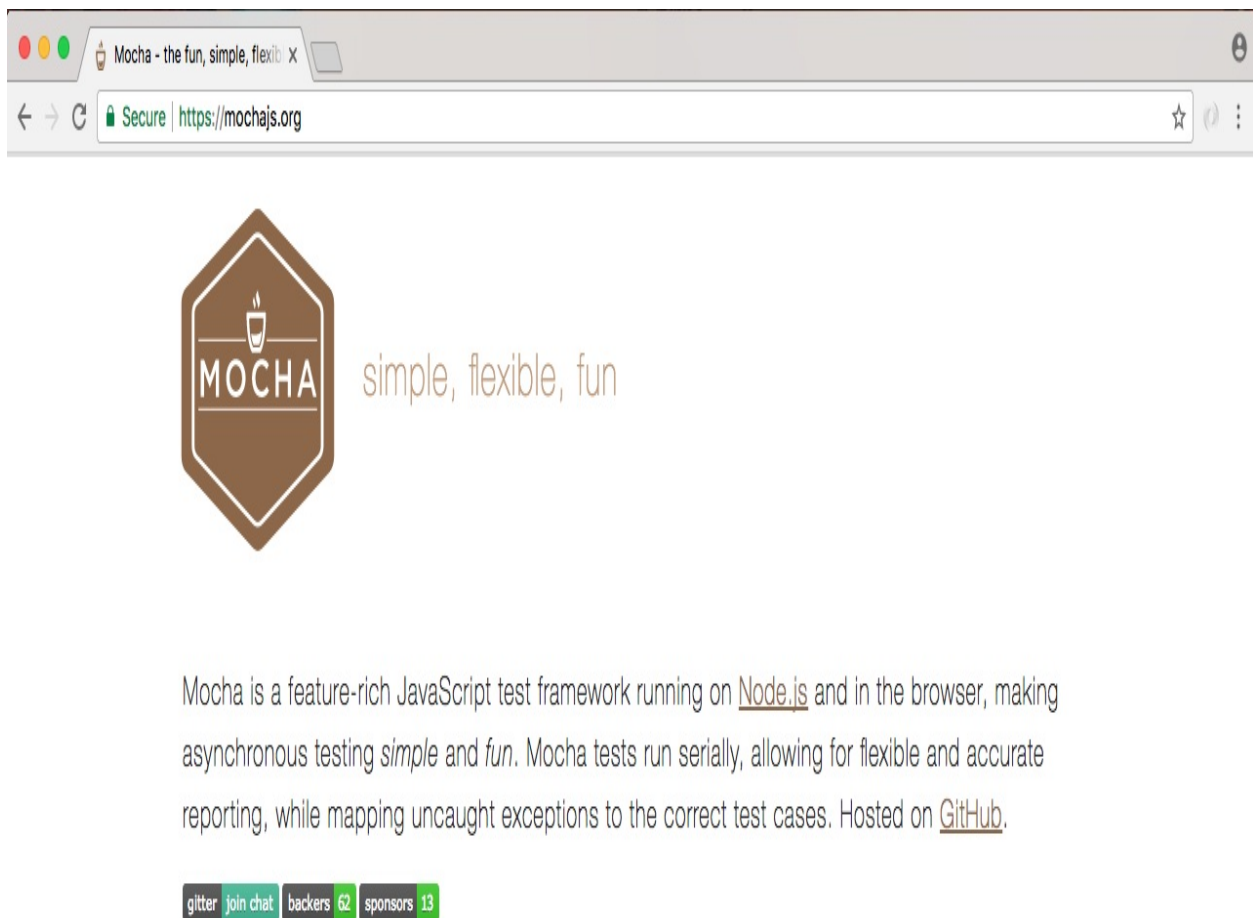 Mocha - the fun, simple, flexib
Secure https://mochajs.org
MOCHA
simple, flexible, fun
Mocha is a feature-rich JavaScript test framework running on Node.js and in the browser, making
asynchronous testing simple and fun. Mocha tests run serially, allowing for flexible and accurate
reporting, while mapping uncaught exceptions to the correct test cases. Hosted on GitHub.
gitter join chat backers 62 sponsors 13